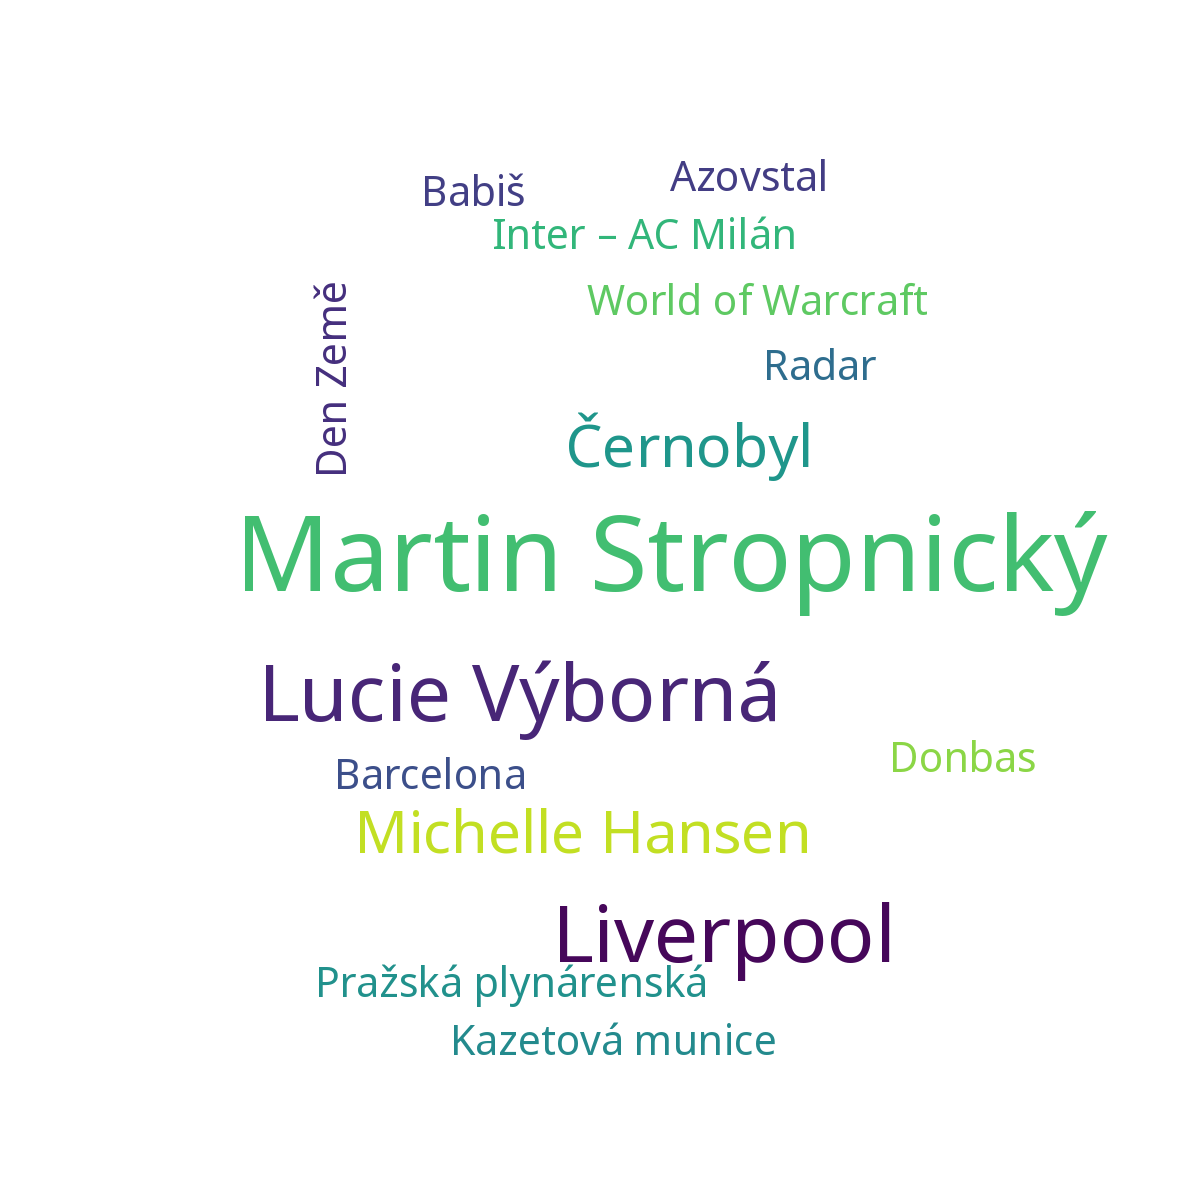 Azovstal
Babiš
Inter – AC Milán
World of Warcraft
Den Země
Radar
Černobyl
Martin Stropnický
Lucie Výborná
Donbas
Barcelona
Michelle Hansen
Liverpool
Pražská plynárenská
Kazetová munice